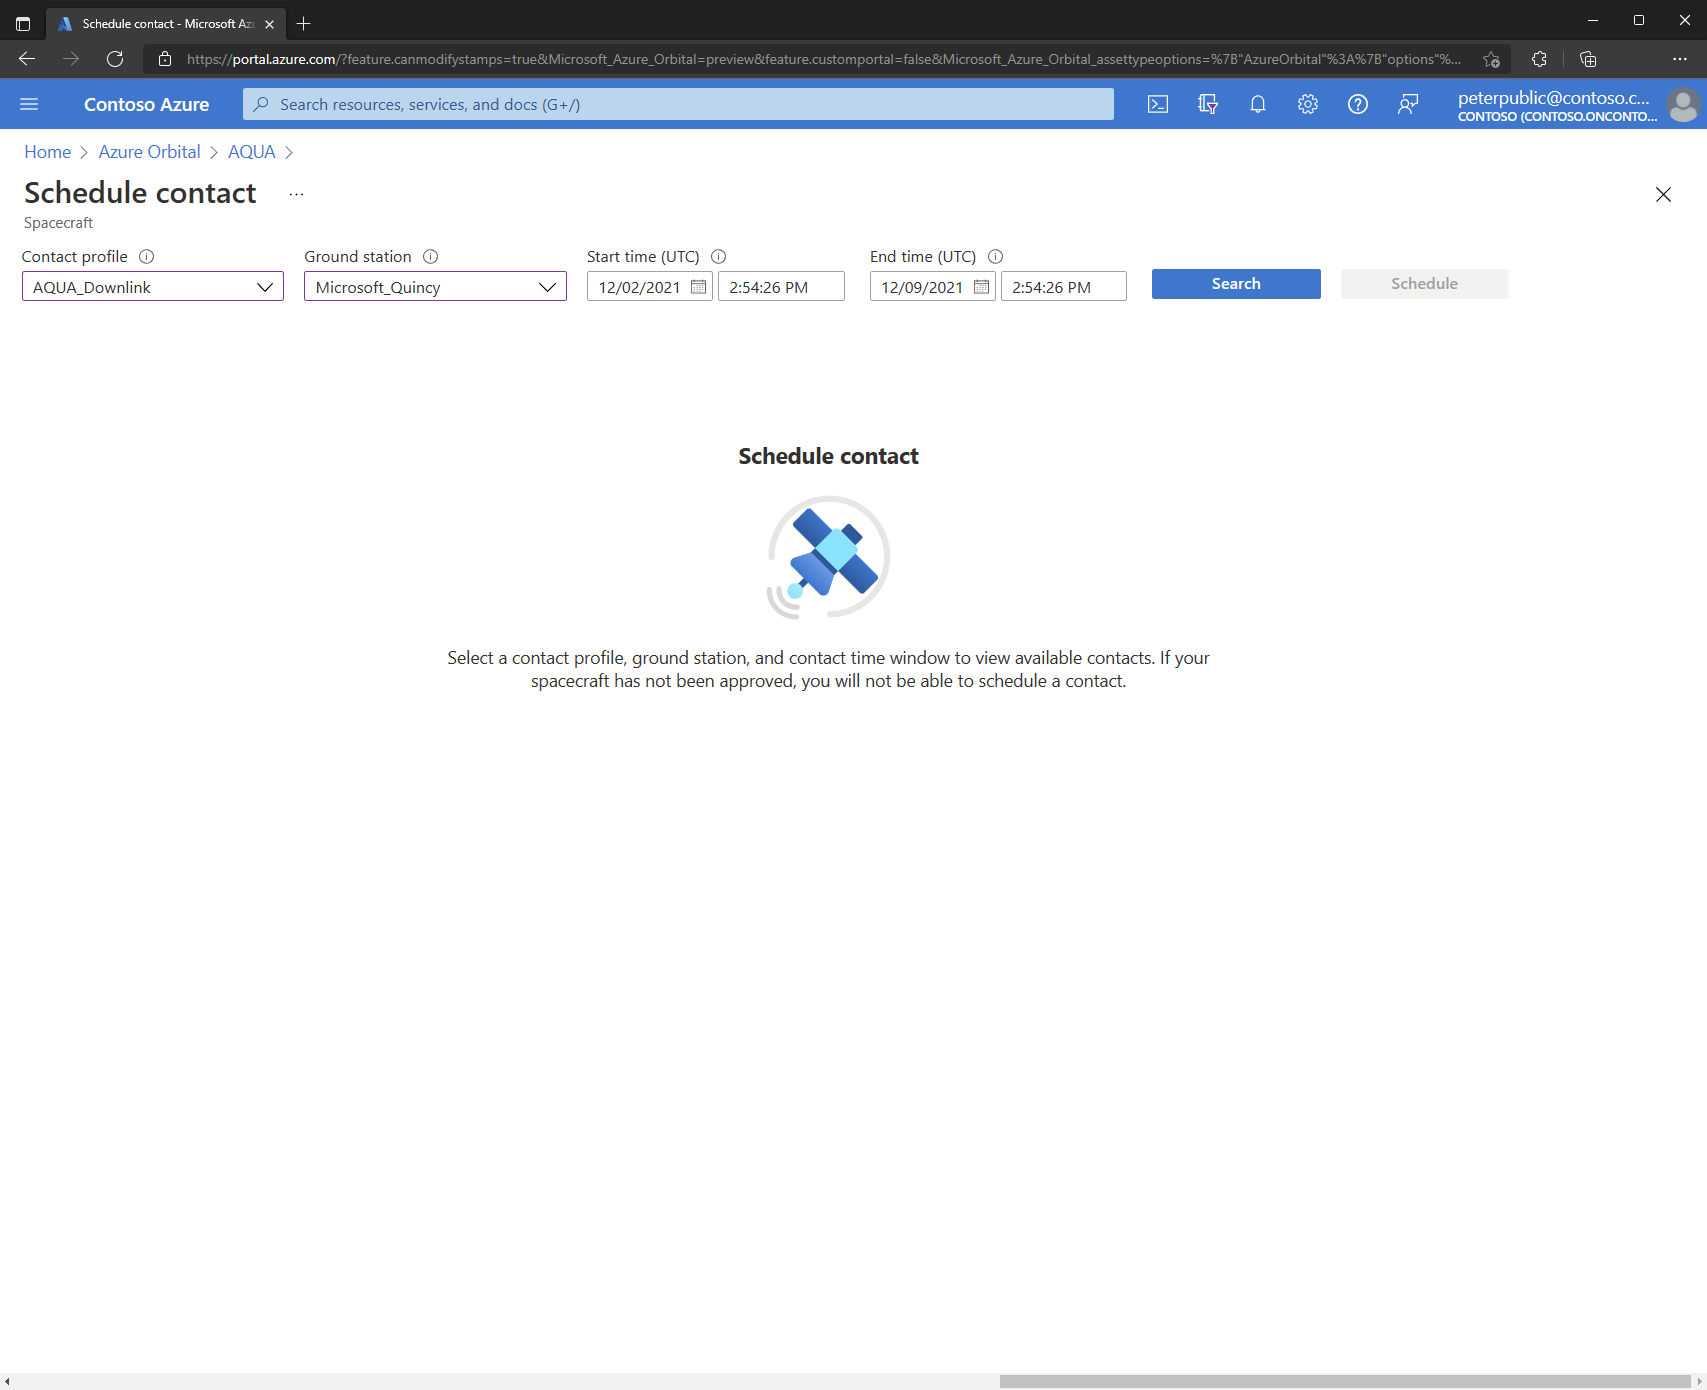 Schedule contact - Microsoft Az
https://portal.azure.com/?feature.canmodifystamps=true&Microsoft_Azure_Orbital=preview&feature.customportal=false&Microsoft_Azure_Orbital_assettypeoptions=%7B"AzureOrbital"%3A%7B"options"%...
Contoso Azure
Search resources, services, and docs (G+/)
peterpublic@contoso.c...
CONTOSO (CONTOSO.ONCONTO...
Home > Azure Orbital > AQUA >
Schedule contact ...
Spacecraft
Contact profile Ground station Start time (UTC) End time (UTC)
AQUA_Downlink Microsoft_Quincy 12/02/2021 2:54:26 PM 12/09/2021 2:54:26 PM Search Schedule
Schedule contact
Select a contact profile, ground station, and contact time window to view available contacts. If your
spacecraft has not been approved, you will not be able to schedule a contact.